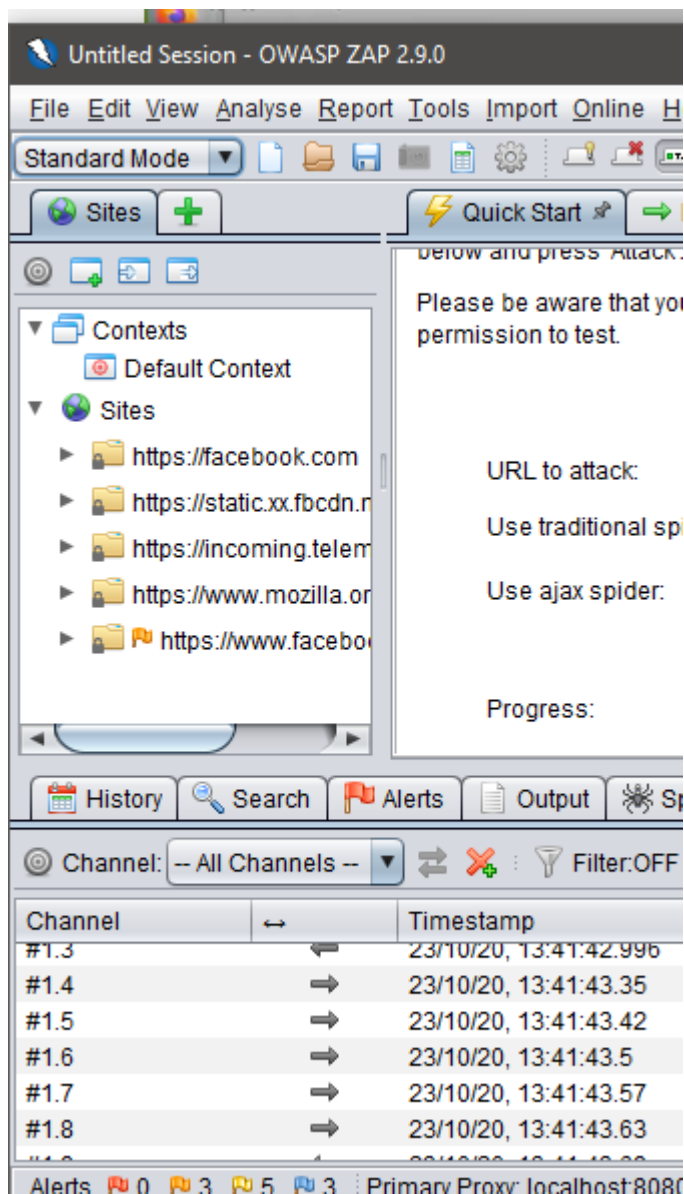 Untitled Session - OWASP ZAP 2.9.0
File Edit View Analyse Report Tools Import Online H
Standard Mode
Sites
Quick Start
below and press 'Attack'.
Please be aware that you
permission to test.
Contexts
Default Context
Sites
https://facebook.com
https://static.xx.fbcdn.n
https://incoming.telem
https://www.mozilla.or
https://www.facebo
URL to attack:
Use traditional spi
Use ajax spider:
Progress:
History Search Alerts Output Sp
Channel: -- All Channels -- Filter:OFF
Channel ↔ Timestamp
#1.3 23/10/20, 13:41:42.996
#1.4 23/10/20, 13:41:43.35
#1.5 23/10/20, 13:41:43.42
#1.6 23/10/20, 13:41:43.5
#1.7 23/10/20, 13:41:43.57
#1.8 23/10/20, 13:41:43.63
Alerts 0 3 5 3 Primary Proxy: localhost:8080